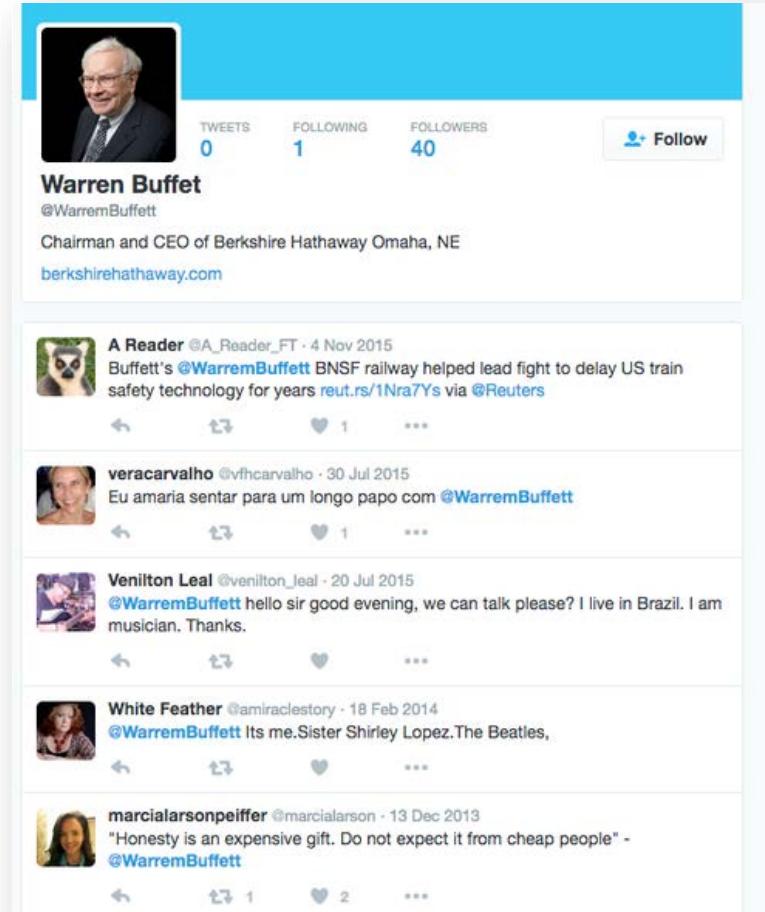 TWEETS FOLLOWING FOLLOWERS
0 1 40
Follow
Warren Buffet
@WarremBuffett
Chairman and CEO of Berkshire Hathaway Omaha, NE
berkshirehathaway.com
A Reader @A_Reader_FT · 4 Nov 2015
Buffett's @WarremBuffett BNSF railway helped lead fight to delay US train
safety technology for years reut.rs/1Nra7Ys via @Reuters
1
veracarvalho @vfhcarvalho · 30 Jul 2015
Eu amaria sentar para um longo papo com @WarremBuffett
1
Venilton Leal @venilton_leal · 20 Jul 2015
@WarremBuffett hello sir good evening, we can talk please? I live in Brazil. I am
musician. Thanks.
White Feather @amiraclestory · 18 Feb 2014
@WarremBuffett Its me.Sister Shirley Lopez.The Beatles,
marcialarsonpeiffer @marcialarson · 13 Dec 2013
"Honesty is an expensive gift. Do not expect it from cheap people" -
@WarremBuffett
1 2